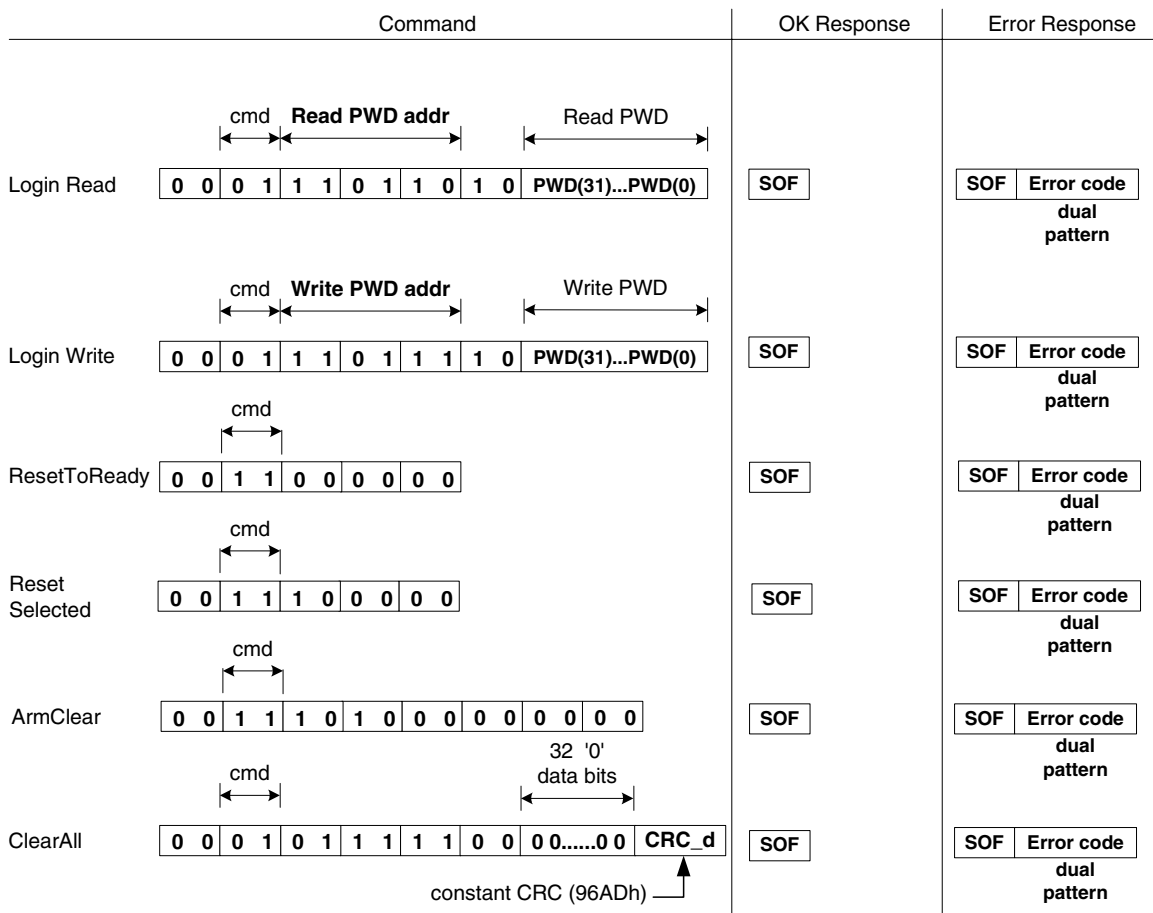 Command OK Response Error Response
cmd Read PWD addr Read PWD
Login Read 0 0 0 1 1 1 0 1 1 0 1 0 PWD(31)...PWD(0) SOF SOF Error code
dual
pattern
cmd Write PWD addr Write PWD
Login Write 0 0 0 1 1 1 0 1 1 1 1 0 PWD(31)...PWD(0) SOF SOF Error code
dual
pattern
cmd
ResetToReady 0 0 1 1 0 0 0 0 0 0 SOF SOF Error code
dual
pattern
cmd
Reset
Selected 0 0 1 1 1 0 0 0 0 0 SOF SOF Error code
dual
pattern
cmd
ArmClear 0 0 1 1 1 0 1 0 0 0 0 0 0 0 0 0 SOF SOF Error code
dual
pattern
32 '0'
data bits
cmd
ClearAll 0 0 0 1 0 1 1 1 1 1 0 0 0 0......0 0 CRC_d SOF SOF Error code
dual
pattern
constant CRC (96ADh)